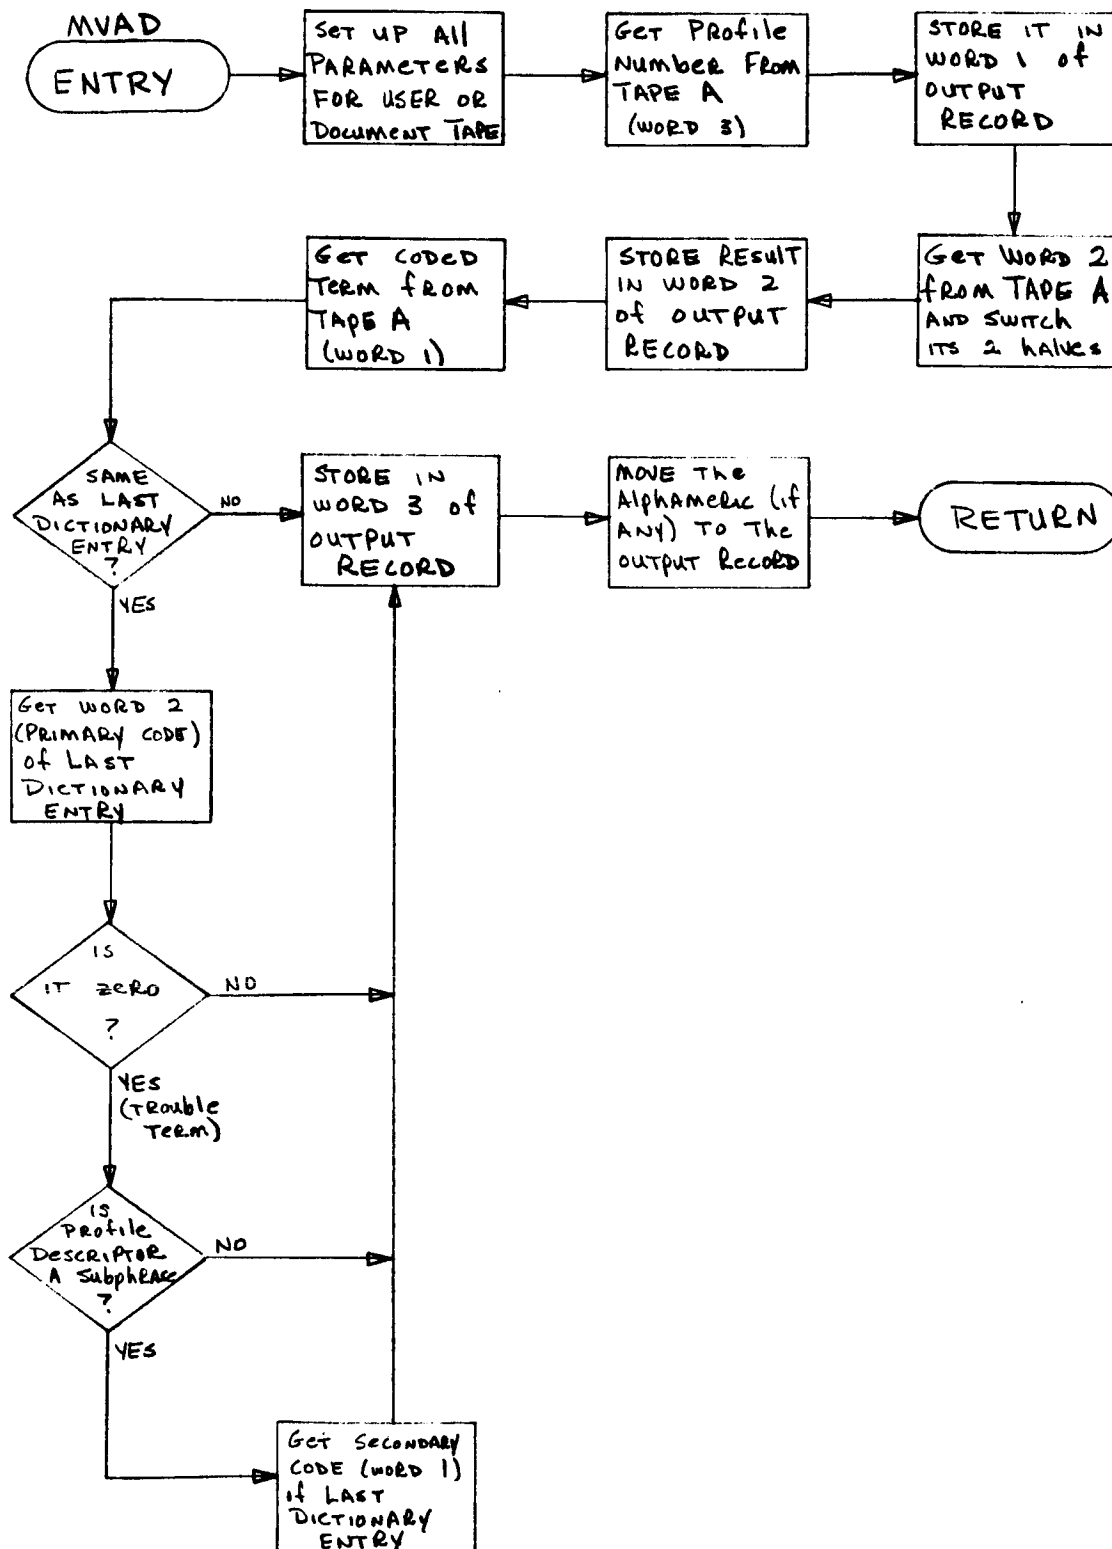 MVAD
ENTRY
Set up All
PARAMETERS
FOR USER OR
Document TAPE
Get Profile
Number From
TAPE A
(WORD 3)
STORE IT IN
WORD 1 of
OUTPUT
RECORD
Get WORD 2
from TAPE A
AND SWITCH
ITS 2 halves
STORE RESULT
IN WORD 2
of OUTPUT
RECORD
Get CODED
Term from
TAPE A
(WORD 1)
SAME
AS LAST
DICTIONARY
ENTRY
?
NO
YES
STORE IN
WORD 3 of
OUTPUT
RECORD
MOVE The
Alphameric (if
ANY) TO The
OUTPUT Record
RETURN
Get WORD 2
(PRIMARY CODE)
of LAST
DICTIONARY
ENTRY
IS
IT ZERO
?
NO
YES
(Trouble
Term)
IS
Profile
Descriptor
A Subphrase
?
NO
YES
Get Secondary
CODE (WORD 1)
if LAST
DICTIONARY
ENTRY